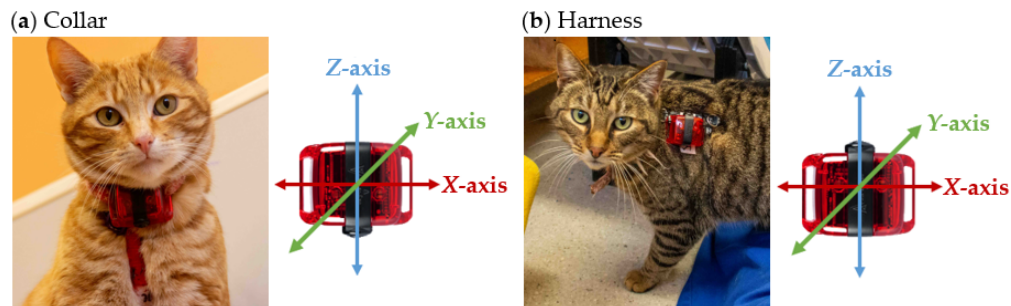 (a) Collar
Z-axis
Y-axis
X-axis
(b) Harness
Z-axis
Y-axis
X-axis